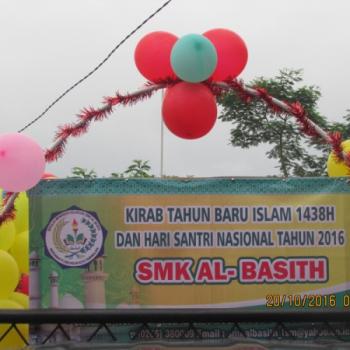 KIRAB TAHUN BARU ISLAM 1438H
DAN HARI SANTRI NASIONAL TAHUN 2016
SMK AL-BASITH
20/10/2016